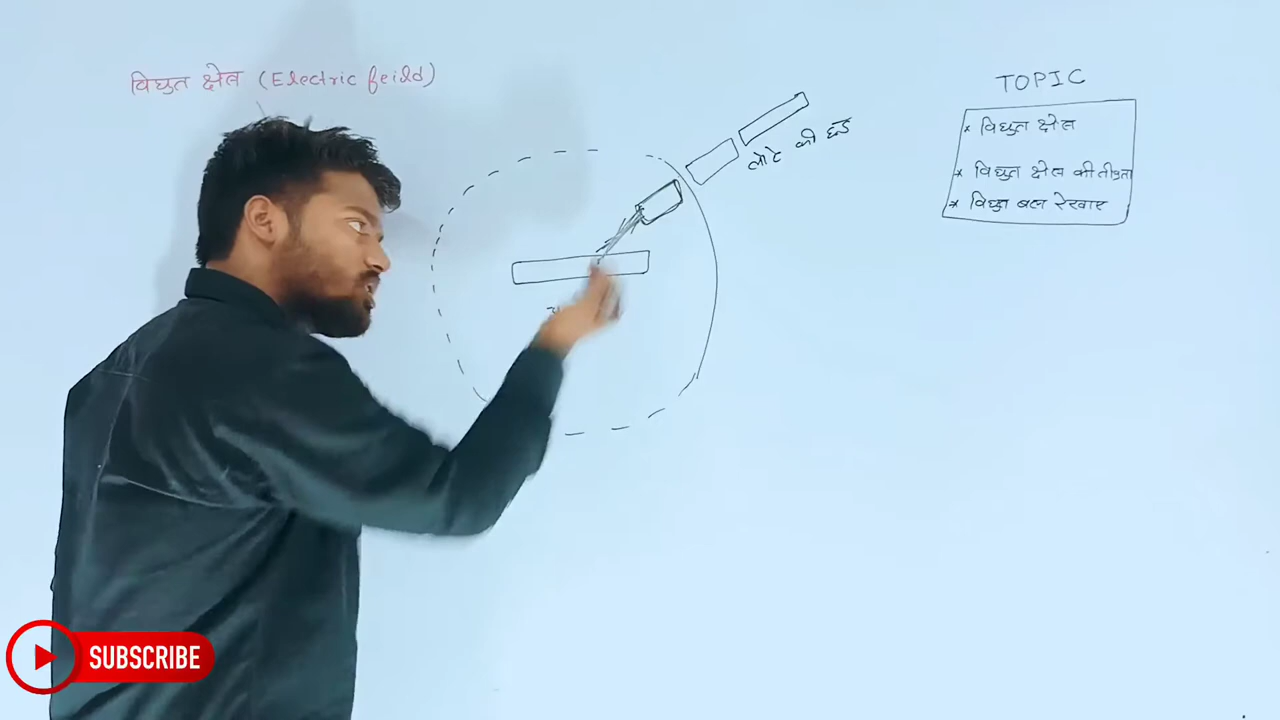 विद्युत क्षेत्र (Electric feild)
TOPIC
* विद्युत क्षेत्र
* विद्युत क्षेत्र की तीव्रता
* विद्युत बल रेखाए
लोहे की छड़
SUBSCRIBE